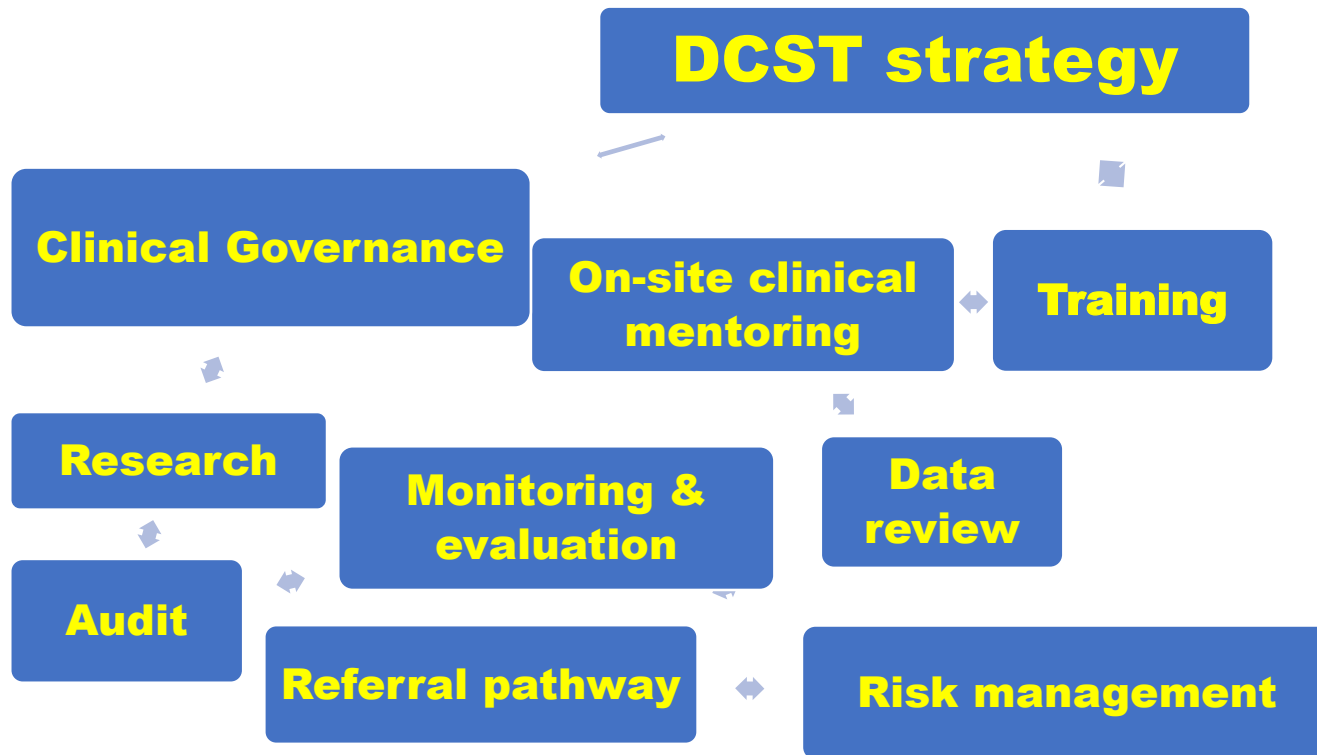 DCST strategy
Clinical Governance
On-site clinical
mentoring
Training
Research
Monitoring &
evaluation
Data
review
Audit
Referral pathway
Risk management